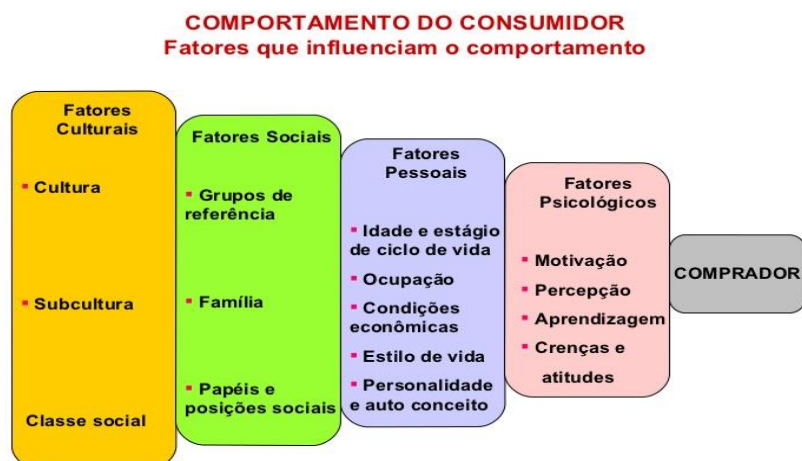 COMPORTAMENTO DO CONSUMIDOR
Fatores que influenciam o comportamento
Fatores
Culturais
Cultura
Subcultura
Classe social
Fatores Sociais
Grupos de
referência
Família
Papéis e
posições sociais
Fatores
Pessoais
Idade e estágio
de ciclo de vida
Ocupação
Condições
econômicas
Estilo de vida
Personalidade
e auto conceito
Fatores
Psicológicos
Motivação
Percepção
Aprendizagem
Crenças e
atitudes
COMPRADOR